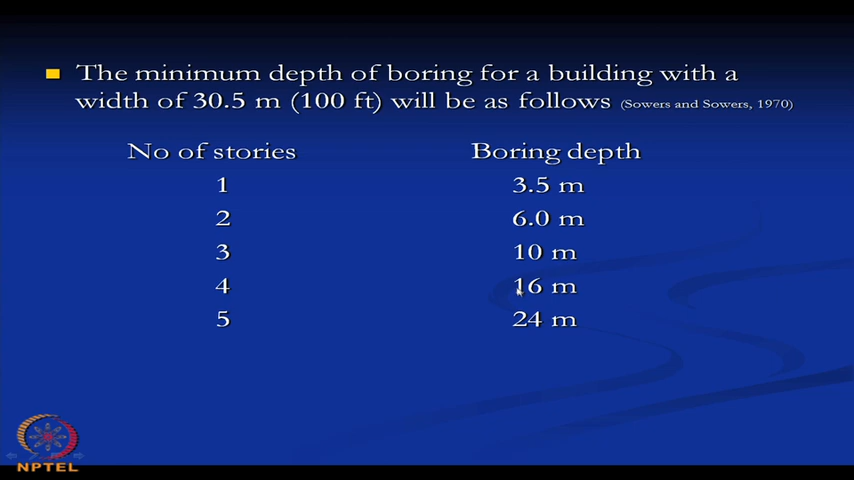 The minimum depth of boring for a building with a
width of 30.5 m (100 ft) will be as follows (Sowers and Sowers, 1970)
No of stories Boring depth
1 3.5 m
2 6.0 m
3 10 m
4 16 m
5 24 m
NPTEL